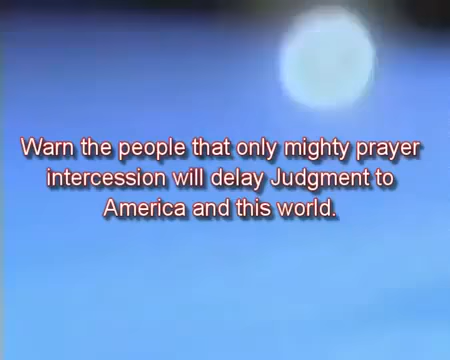 Warn the people that only mighty prayer
intercession will delay Judgment to
America and this world.